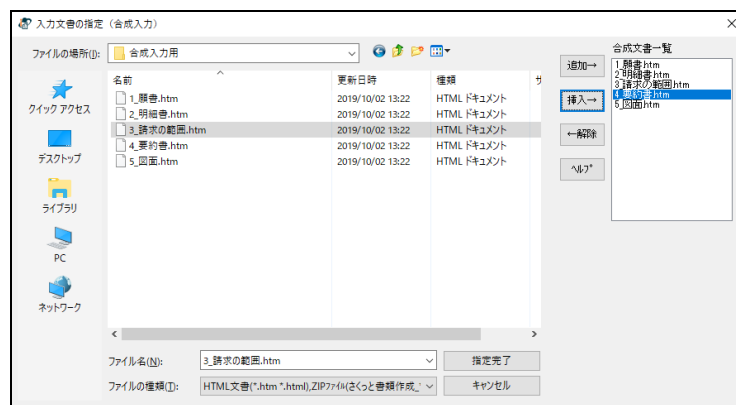 入力文書の指定（合成入力）
ファイルの場所(I):
合成入力用
名前
更新日時
種類
サ
1_願書.htm
2019/10/02 13:22
HTML ドキュメント
2_明細書.htm
2019/10/02 13:22
HTML ドキュメント
3_請求の範囲.htm
2019/10/02 13:22
HTML ドキュメント
4_要約書.htm
2019/10/02 13:22
HTML ドキュメント
5_図面.htm
2019/10/02 13:22
HTML ドキュメント
クイック アクセス
デスクトップ
ライブラリ
PC
ネットワーク
ファイル名(N):
3_請求の範囲.htm
指定完了
ファイルの種類(T):
HTML文書(*.htm *.html),ZIPﾌｧｲﾙ(さくっと書類作成_
キャンセル
追加→
挿入→
←解除
ﾍﾙﾌﾟ
合成文書一覧
1_願書.htm
2_明細書.htm
3_請求の範囲.htm
4_要約書.htm
5_図面.htm